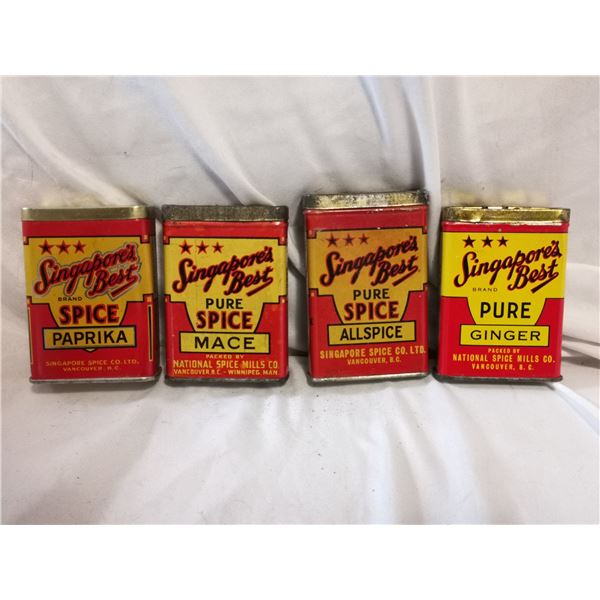 Singapore's
Best
BRAND
SPICE
PAPRIKA
SINGAPORE SPICE CO. LTD.
VANCOUVER, B.C.
Singapore's
Best
PURE
SPICE
MACE
PACKED BY
NATIONAL SPICE MILLS CO.
VANCOUVER B.C. - WINNIPEG, MAN.
Singapore's
Best
PURE
SPICE
ALLSPICE
SINGAPORE SPICE CO. LTD.
VANCOUVER, B.C.
Singapore's
Best
BRAND
PURE
GINGER
PACKED BY
NATIONAL SPICE MILLS CO.
VANCOUVER, B.C.